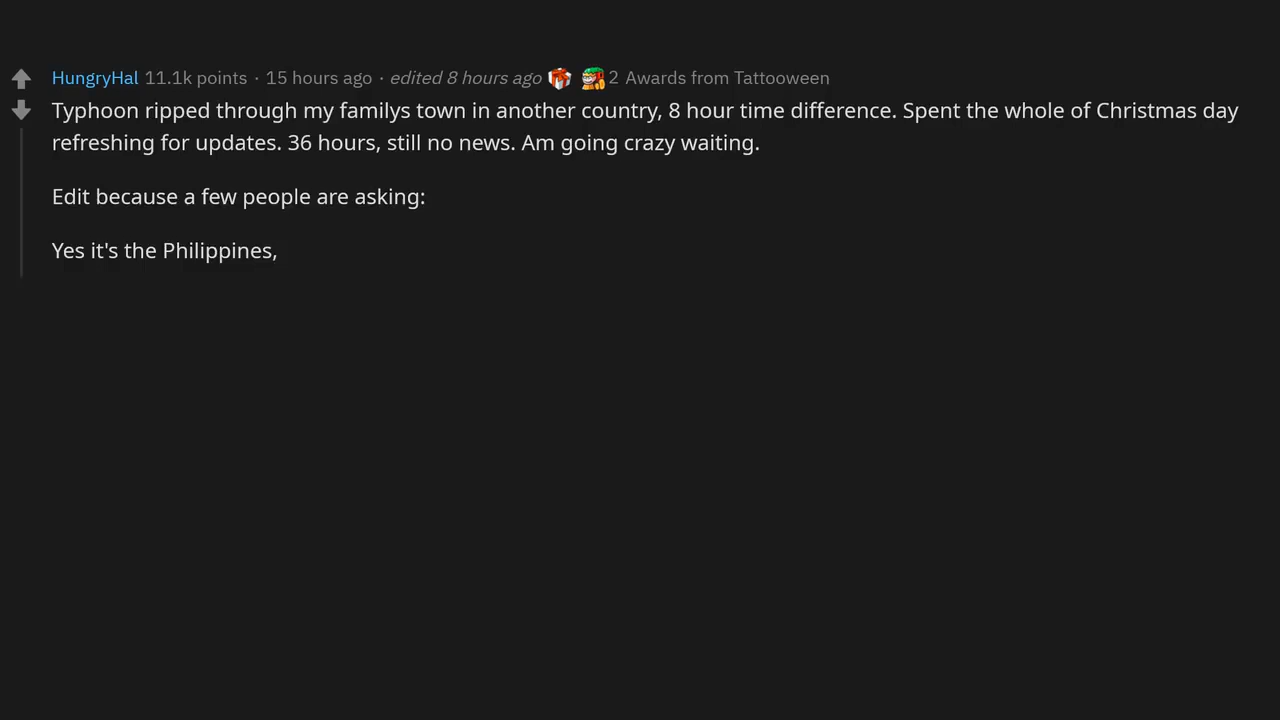 HungryHal 11.1k points · 15 hours ago · edited 8 hours ago 2 Awards from Tattooween
Typhoon ripped through my familys town in another country, 8 hour time difference. Spent the whole of Christmas day
refreshing for updates. 36 hours, still no news. Am going crazy waiting.
Edit because a few people are asking:
Yes it's the Philippines,